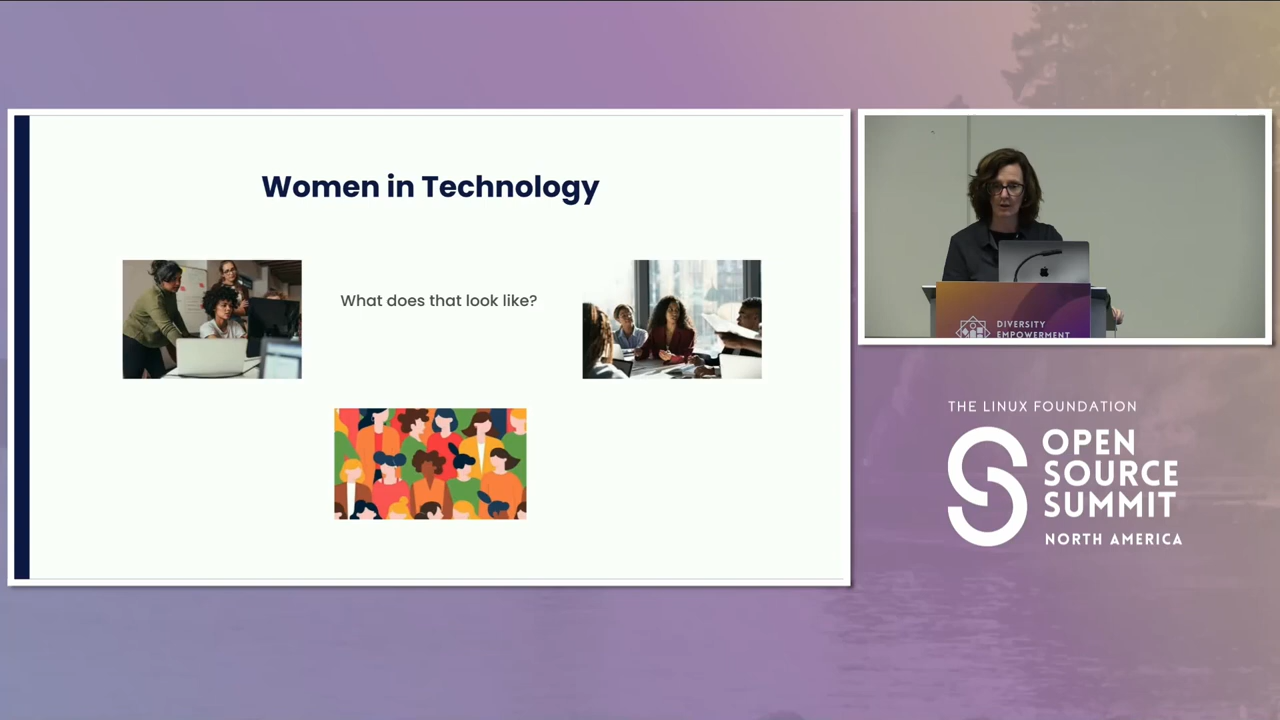 Women in Technology
What does that look like?
DIVERSITY
EMPOWERMENT
THE LINUX FOUNDATION
OPEN
SOURCE
SUMMIT
NORTH AMERICA